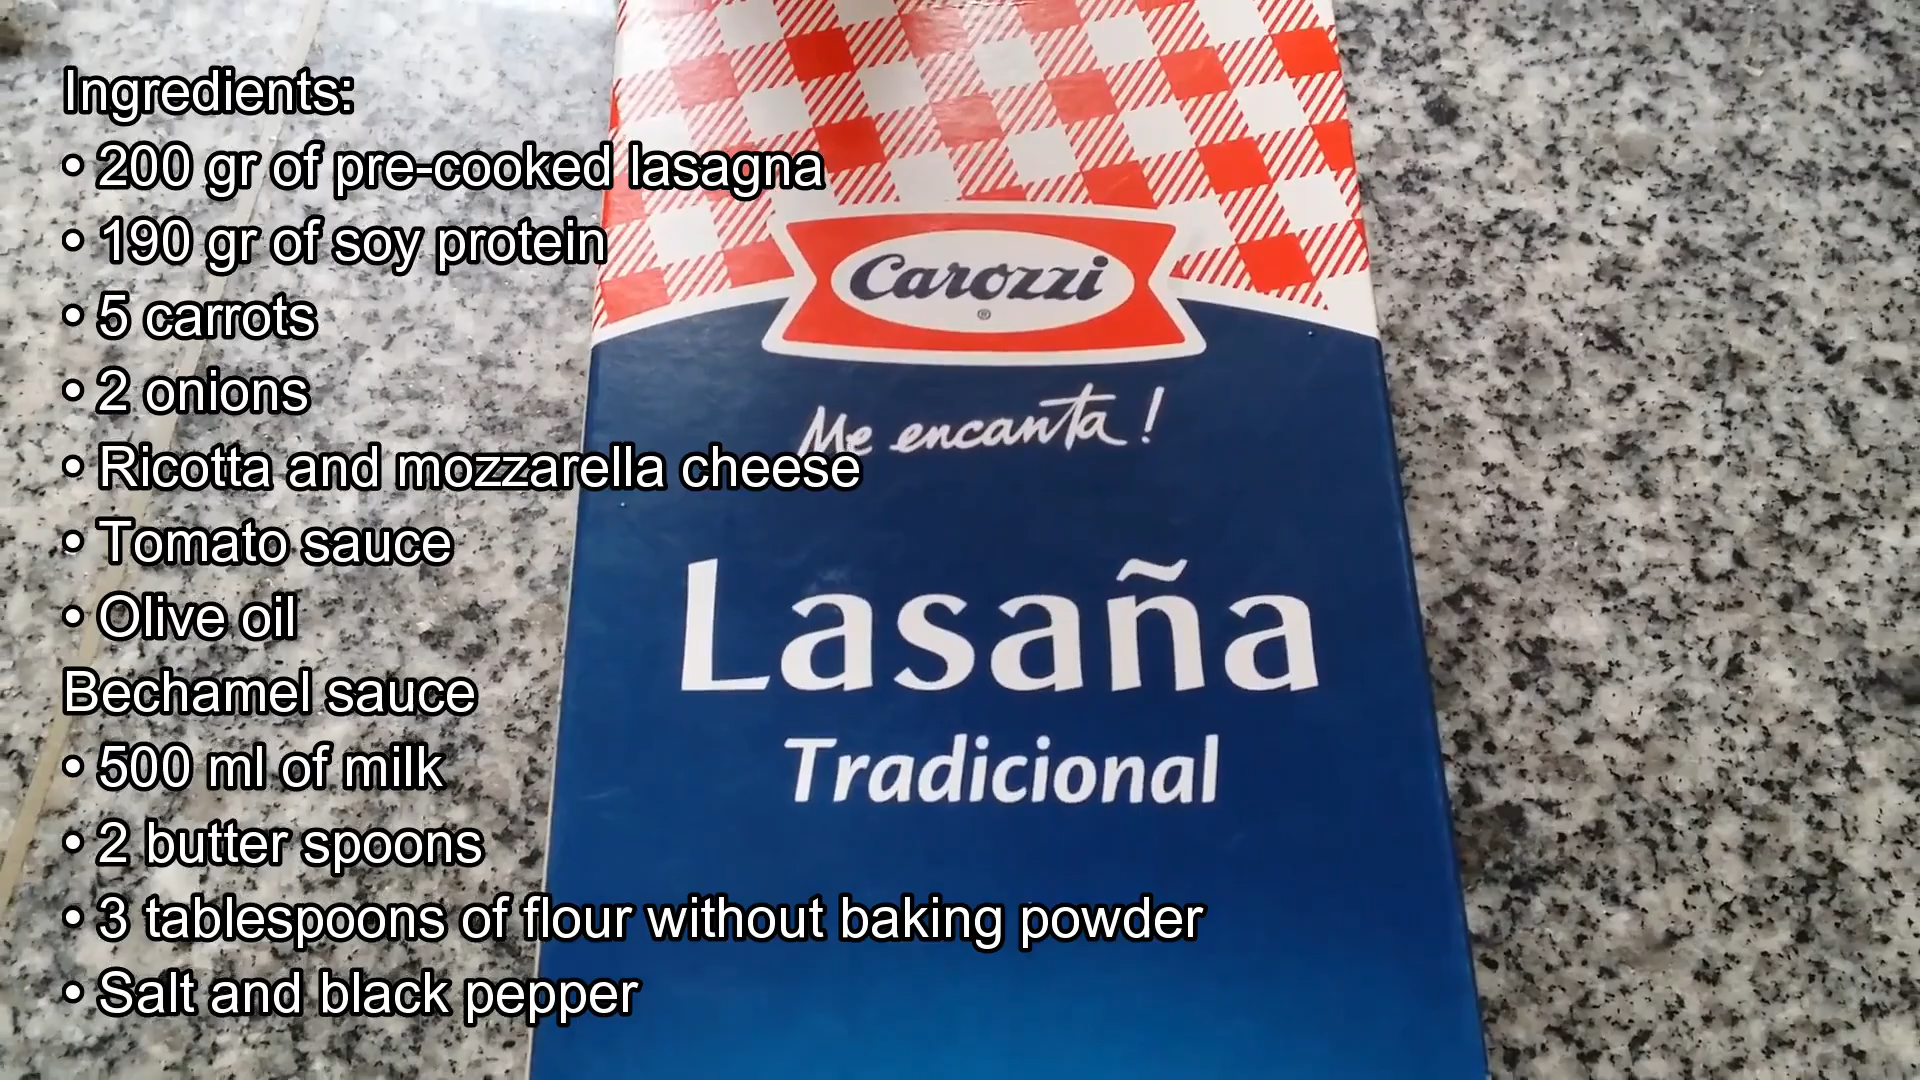 Ingredients:
• 200 gr of pre-cooked lasagna
• 190 gr of soy protein
• 5 carrots
• 2 onions
• Ricotta and mozzarella cheese
• Tomato sauce
• Olive oil
Bechamel sauce
• 500 ml of milk
• 2 butter spoons
• 3 tablespoons of flour without baking powder
• Salt and black pepper
Carozzi
®
Me encanta!
Lasaña
Tradicional